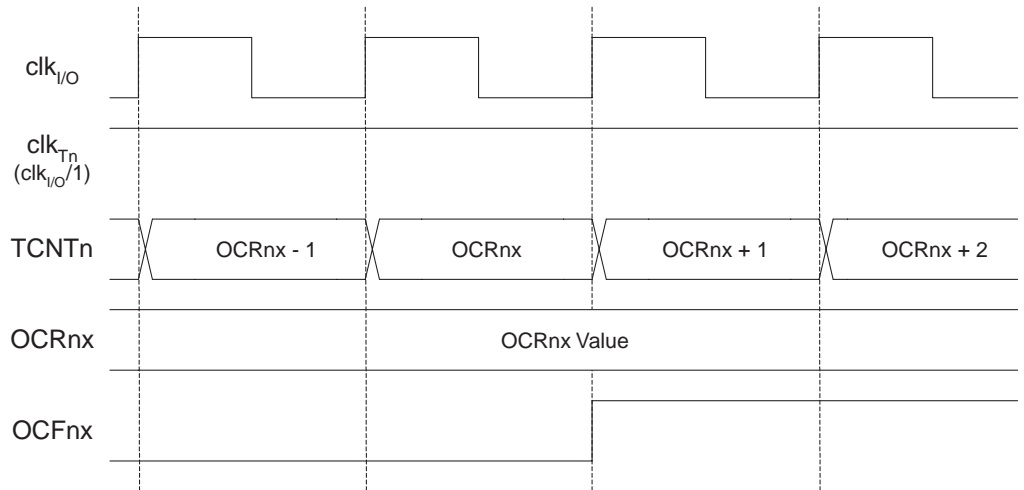 clkI/O
clkTn
(clkI/O/1)
TCNTn
OCRnx - 1
OCRnx
OCRnx + 1
OCRnx + 2
OCRnx
OCRnx Value
OCFnx